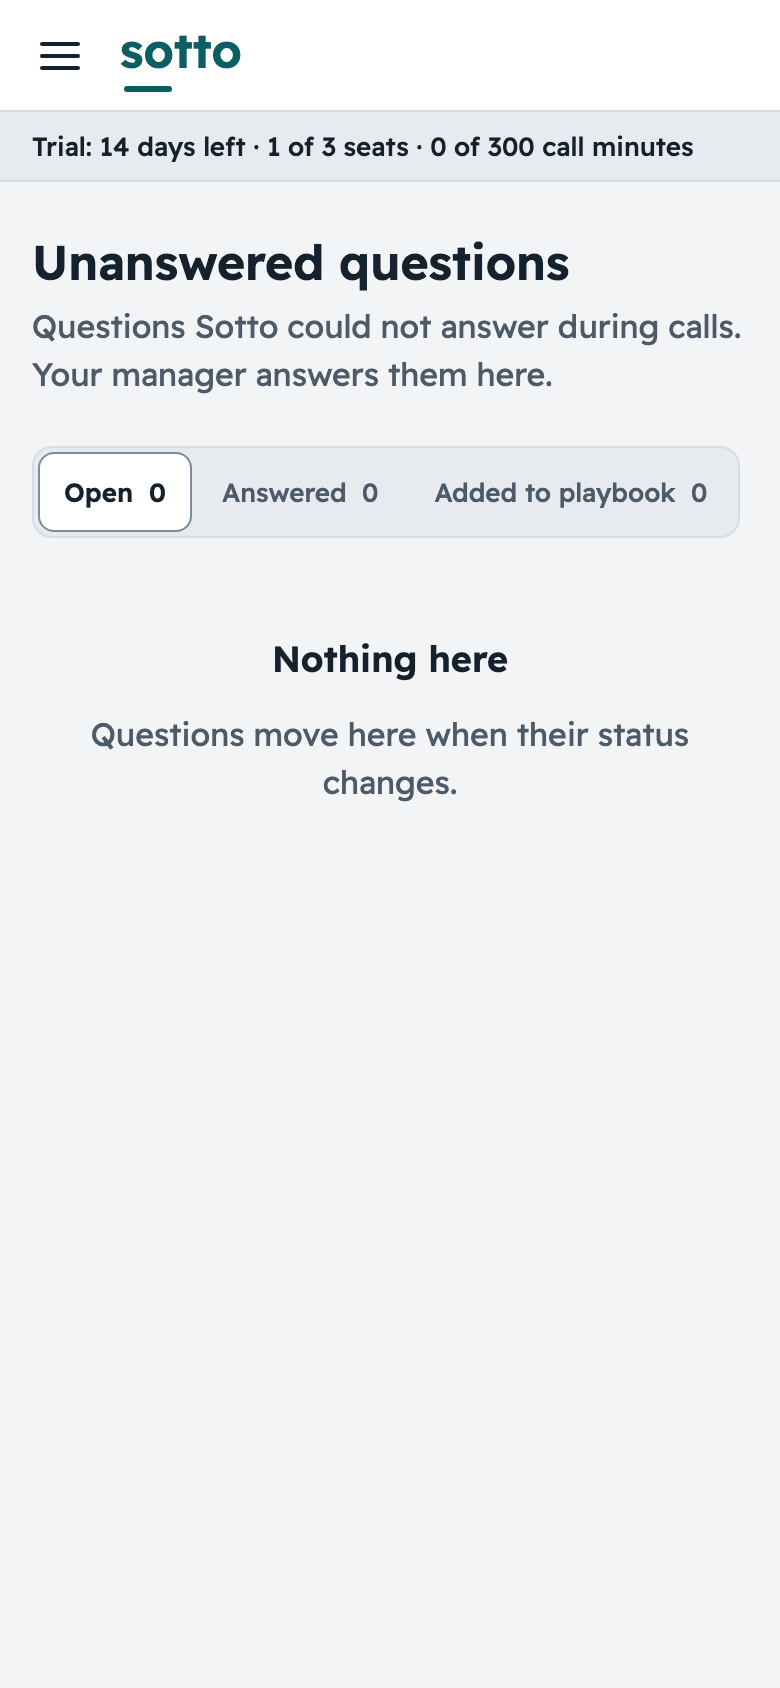 sotto
Trial: 14 days left · 1 of 3 seats · 0 of 300 call minutes
Unanswered questions
Questions Sotto could not answer during calls.
Your manager answers them here.
Open 0 Answered 0 Added to playbook 0
Nothing here
Questions move here when their status
changes.